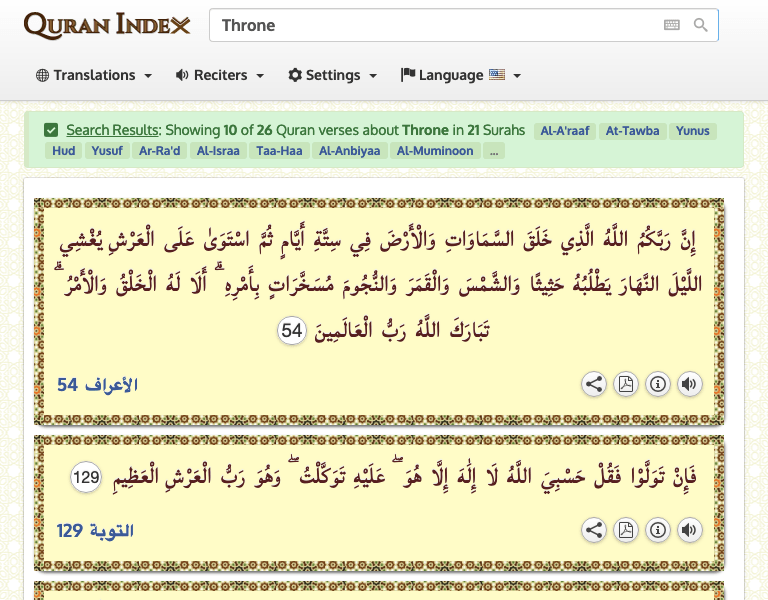 QURAN INDEX
Throne
Translations
Reciters
Settings
Language
Search Results: Showing 10 of 26 Quran verses about Throne in 21 Surahs Al-A'raaf At-Tawba Yunus
Hud Yusuf Ar-Ra'd Al-Israa Taa-Haa Al-Anbiyaa Al-Muminoon ...
إِنَّ رَبَّكُمُ اللَّهُ الَّذِي خَلَقَ السَّمَاوَاتِ وَالْأَرْضَ فِي سِتَّةِ أَيَّامٍ ثُمَّ اسْتَوَىٰ عَلَى الْعَرْشِ يُغْشِي
اللَّيْلَ النَّهَارَ يَطْلُبُهُ حَثِيثًا وَالشَّمْسَ وَالْقَمَرَ وَالنُّجُومَ مُسَخَّرَاتٍ بِأَمْرِهِ ۗ أَلَا لَهُ الْخَلْقُ وَالْأَمْرُ ۗ
تَبَارَكَ اللَّهُ رَبُّ الْعَالَمِينَ 54
الأعراف 54
فَإِنْ تَوَلَّوْا فَقُلْ حَسْبِيَ اللَّهُ لَا إِلَٰهَ إِلَّا هُوَ ۖ عَلَيْهِ تَوَكَّلْتُ ۖ وَهُوَ رَبُّ الْعَرْشِ الْعَظِيمِ 129
التوبة 129